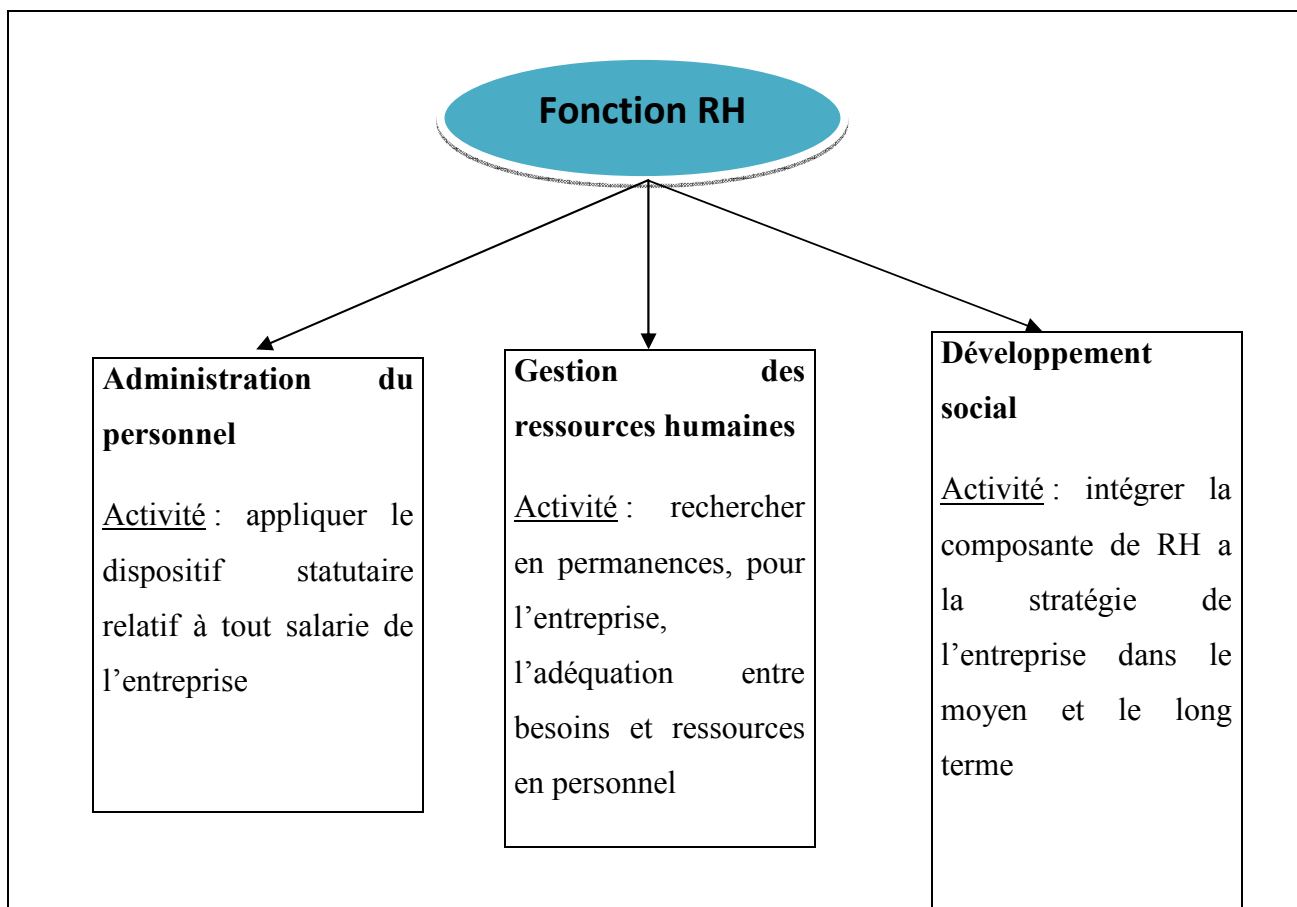 Fonction RH
Administration du
personnel
Activité : appliquer le
dispositif statutaire
relatif à tout salarie de
l’entreprise
Gestion des
ressources humaines
Activité : rechercher
en permanences, pour
l’entreprise,
l’adéquation entre
besoins et ressources
en personnel
Développement
social
Activité : intégrer la
composante de RH a
la stratégie de
l’entreprise dans le
moyen et le long
terme